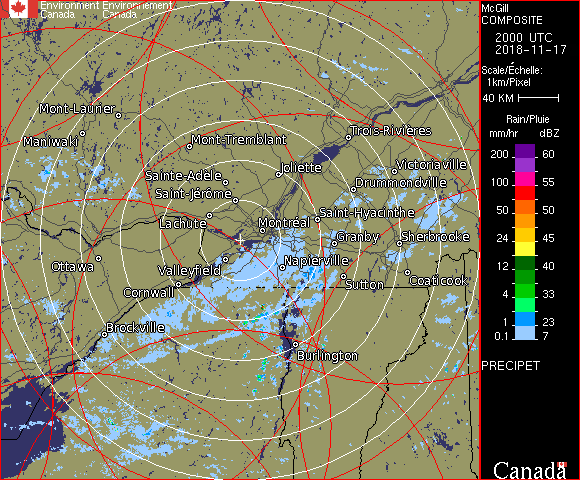 Environment Environnement
Canada Canada
McGill
COMPOSITE
2000 UTC
2018-11-17
Scale/Échelle:
1km/Pixel
40 KM
Rain/Pluie
mm/hr dBZ
200 60
100 55
50 50
24 45
12 40
4 33
1 23
0.1 7
PRECIPET
Canada
Mont-Laurier
Maniwaki
Mont-Tremblant
Trois-Rivières
Joliette
Victoriaville
Sainte-Adèle
Drummondville
Saint-Jérôme
Saint-Hyacinthe
Lachute
Montréal
Granby
Sherbrooke
Ottawa
Valleyfield
Napierville
Cornwall
Sutton
Coaticook
Brockville
Burlington